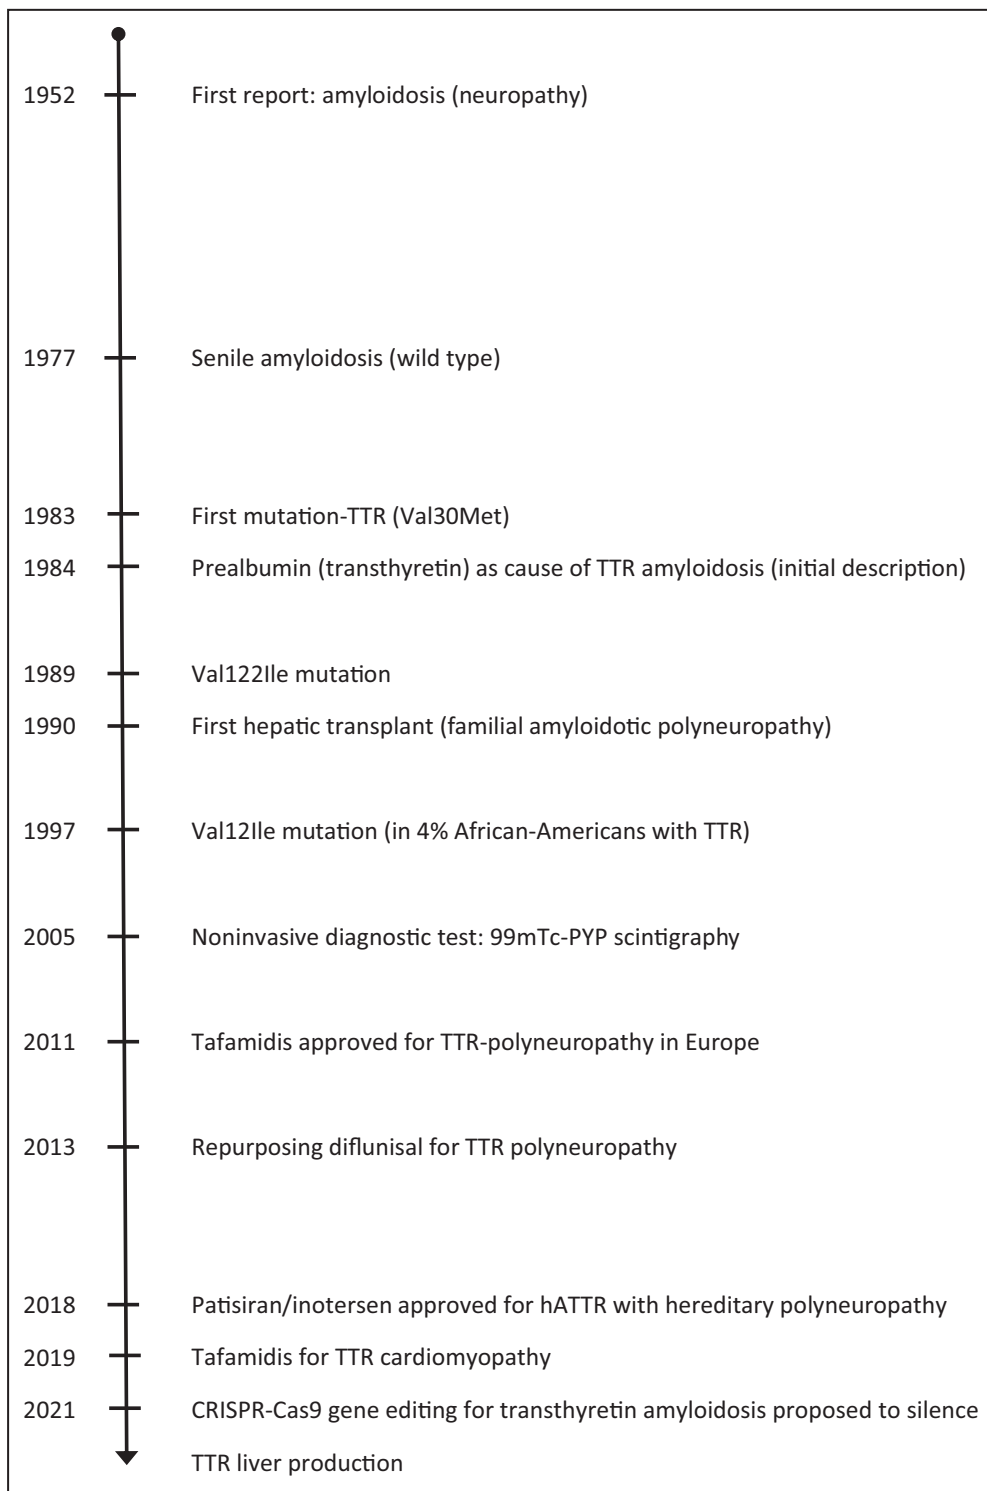 1952 First report: amyloidosis (neuropathy)
1977 Senile amyloidosis (wild type)
1983 First mutation-TTR (Val30Met)
1984 Prealbumin (transthyretin) as cause of TTR amyloidosis (initial description)
1989 Val122Ile mutation
1990 First hepatic transplant (familial amyloidotic polyneuropathy)
1997 Val12Ile mutation (in 4% African-Americans with TTR)
2005 Noninvasive diagnostic test: 99mTc-PYP scintigraphy
2011 Tafamidis approved for TTR-polyneuropathy in Europe
2013 Repurposing diflunisal for TTR polyneuropathy
2018 Patisiran/inotersen approved for hATTR with hereditary polyneuropathy
2019 Tafamidis for TTR cardiomyopathy
2021 CRISPR-Cas9 gene editing for transthyretin amyloidosis proposed to silence
TTR liver production